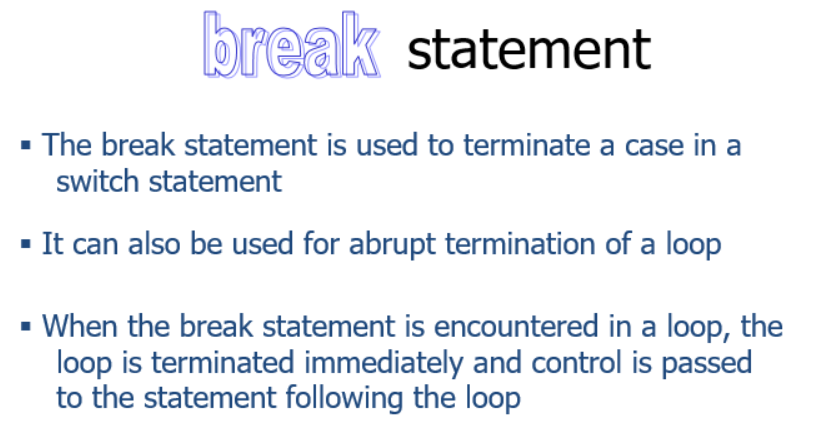 break statement
▪ The break statement is used to terminate a case in a
switch statement
▪ It can also be used for abrupt termination of a loop
▪ When the break statement is encountered in a loop, the
loop is terminated immediately and control is passed
to the statement following the loop